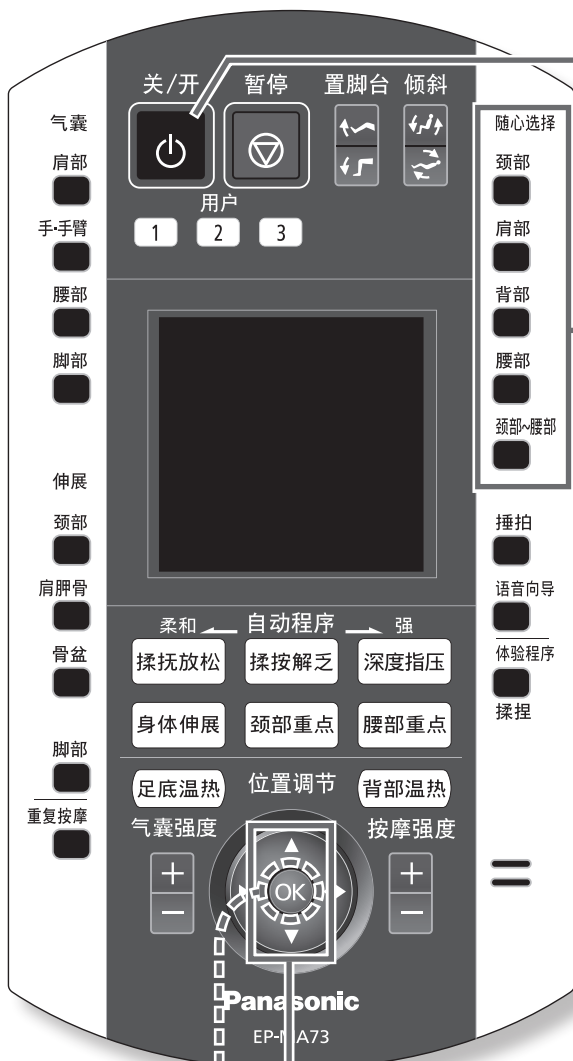 关/开 暂停 置脚台 倾斜
用户
1 2 3
气囊
肩部
手·手臂
腰部
脚部
伸展
颈部
肩胛骨
骨盆
脚部
重复按摩
随心选择
颈部
肩部
背部
腰部
颈部~腰部
捶拍
语音向导
体验程序
揉捏
柔和 自动程序 强
揉抚放松 揉按解乏 深度指压
身体伸展 颈部重点 腰部重点
足底温热 位置调节 背部温热
气囊强度 按摩强度
+ +
OK
− −
Panasonic
EP-MA73